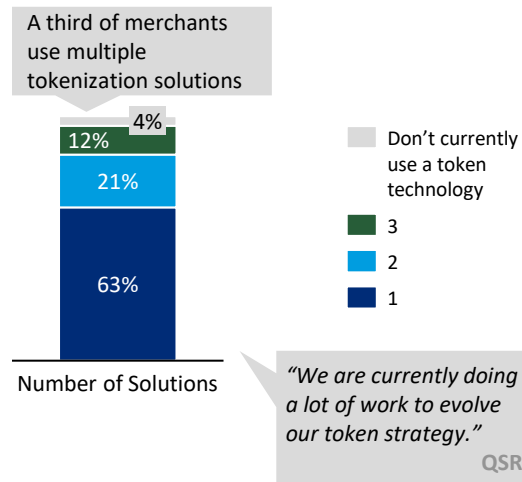 A third of merchants
use multiple
tokenization solutions
4%
12%
21%
63%
Number of Solutions
Don’t currently
use a token
technology
3
2
1
“We are currently doing
a lot of work to evolve
our token strategy.”
QSR